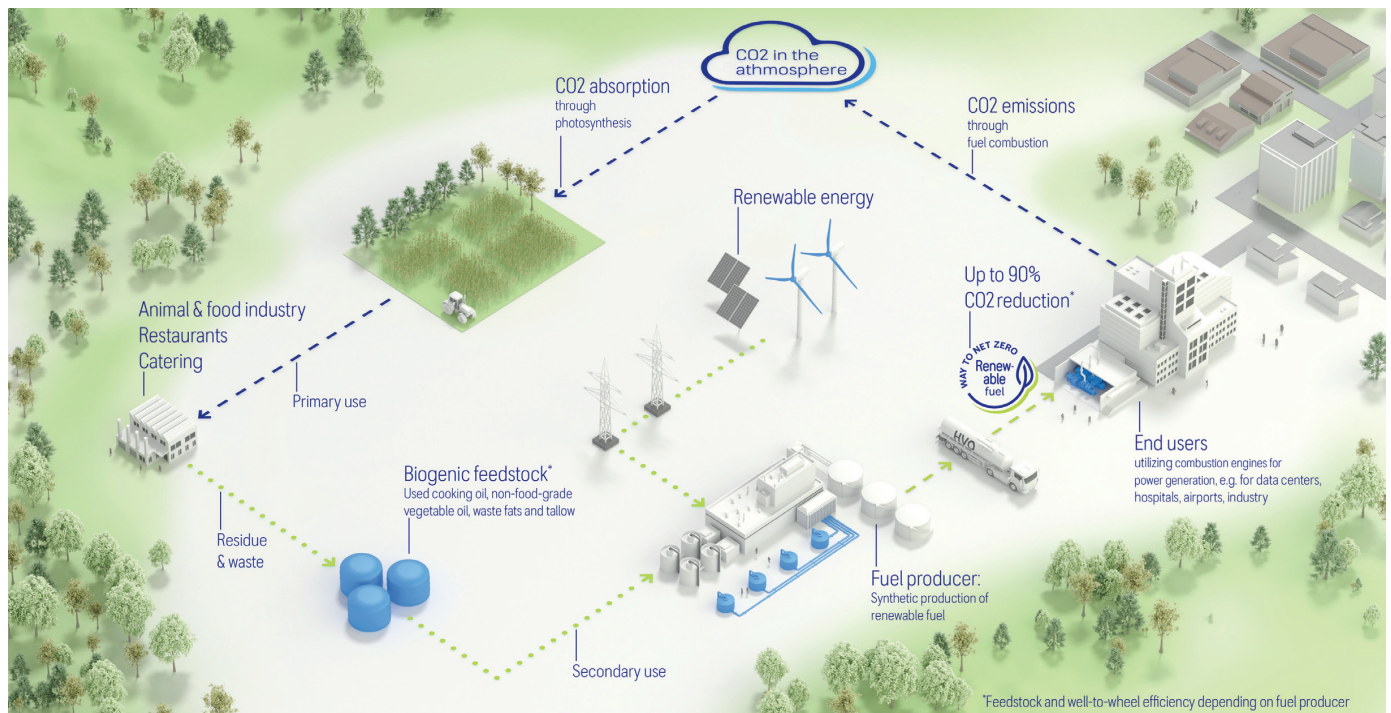 CO2 in the
athmosphere
CO2 absorption
through
photosynthesis
CO2 emissions
through
fuel combustion
Renewable energy
Up to 90%
CO2 reduction*
WAY TO NET ZERO
Renew-
able
fuel
Animal & food industry
Restaurants
Catering
Primary use
HVO
End users
utilizing combustion engines for
power generation, e.g. for data centers,
hospitals, airports, industry
Biogenic feedstock*
Used cooking oil, non-food-grade
vegetable oil, waste fats and tallow
Residue
& waste
Fuel producer:
Synthetic production of
renewable fuel
Secondary use
*Feedstock and well-to-wheel efficiency depending on fuel producer